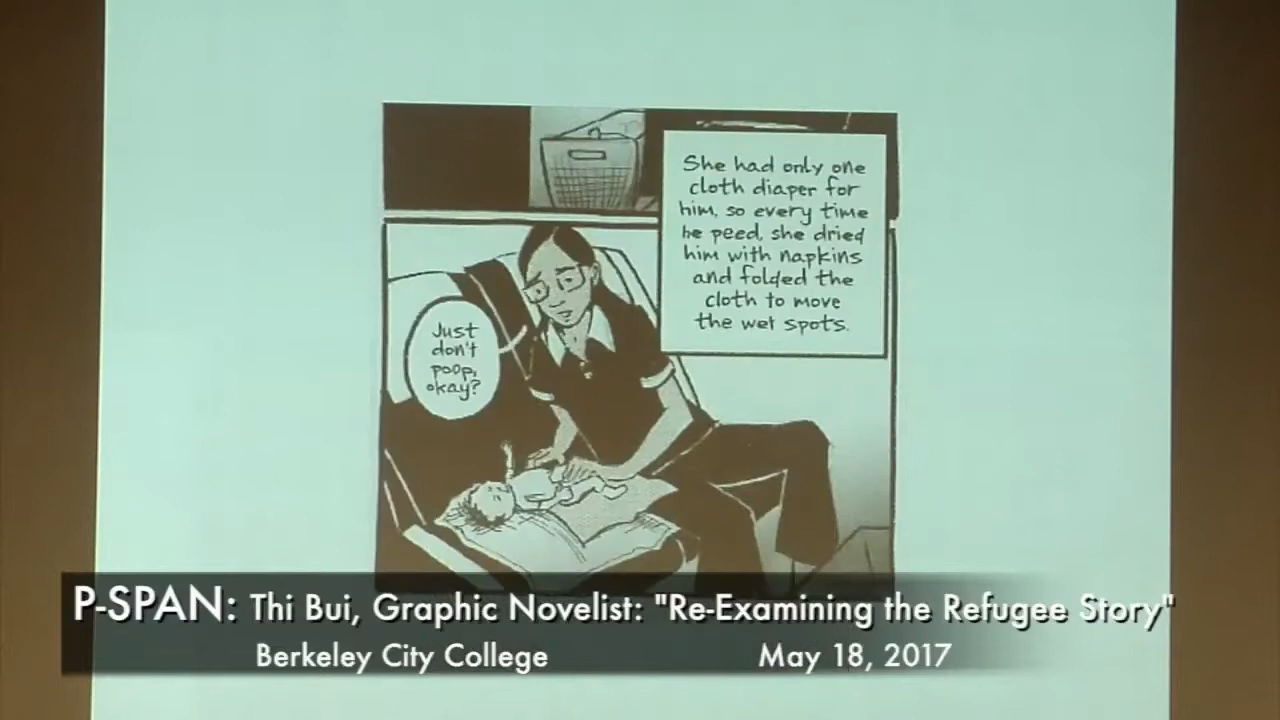 She had only one
cloth diaper for
him, so every time
he peed, she dried
him with napkins
and folded the
cloth to move
the wet spots.
Just
don't
poop,
okay?
P-SPAN: Thi Bui, Graphic Novelist: "Re-Examining the Refugee Story"
Berkeley City College May 18, 2017